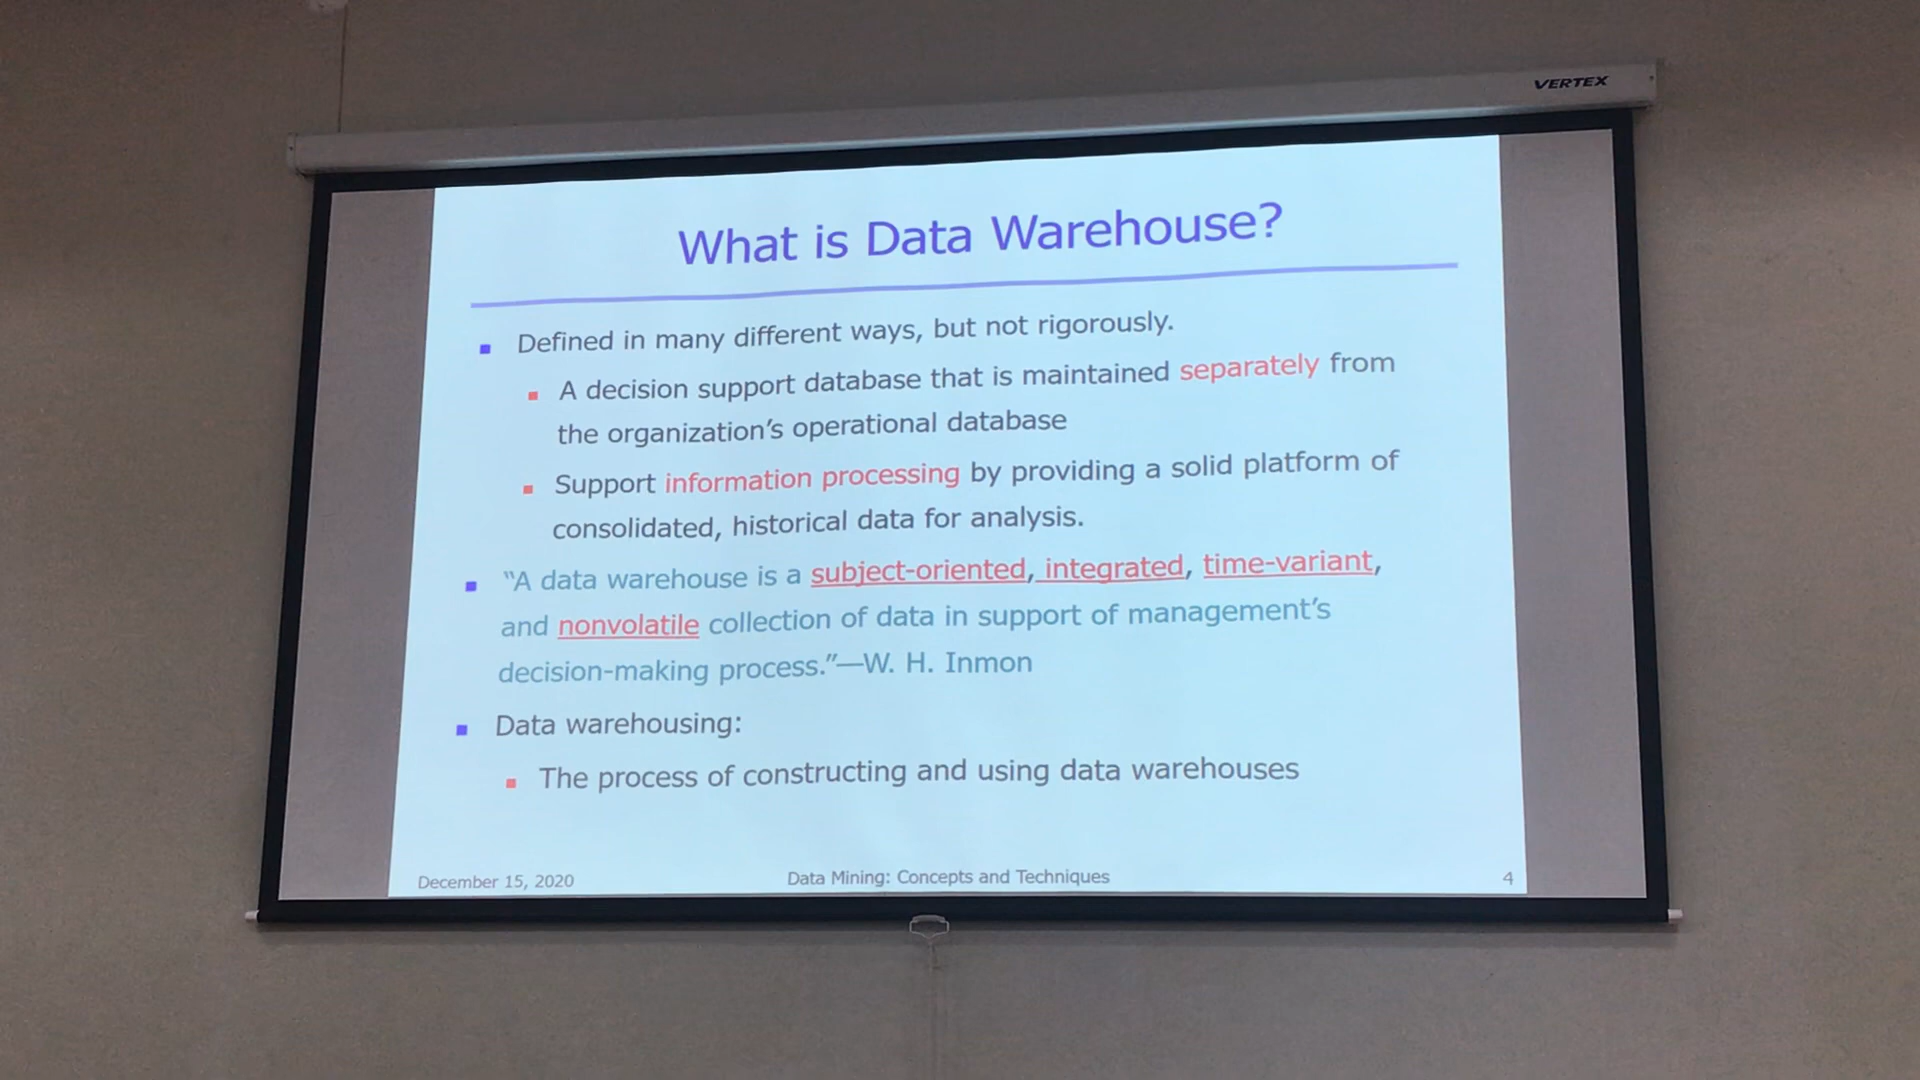 VERTEX
What is Data Warehouse?
Defined in many different ways, but not rigorously.
A decision support database that is maintained separately from
the organization’s operational database
Support information processing by providing a solid platform of
consolidated, historical data for analysis.
“A data warehouse is a subject-oriented, integrated, time-variant,
and nonvolatile collection of data in support of management’s
decision-making process.”—W. H. Inmon
Data warehousing:
The process of constructing and using data warehouses
December 15, 2020
Data Mining: Concepts and Techniques
4